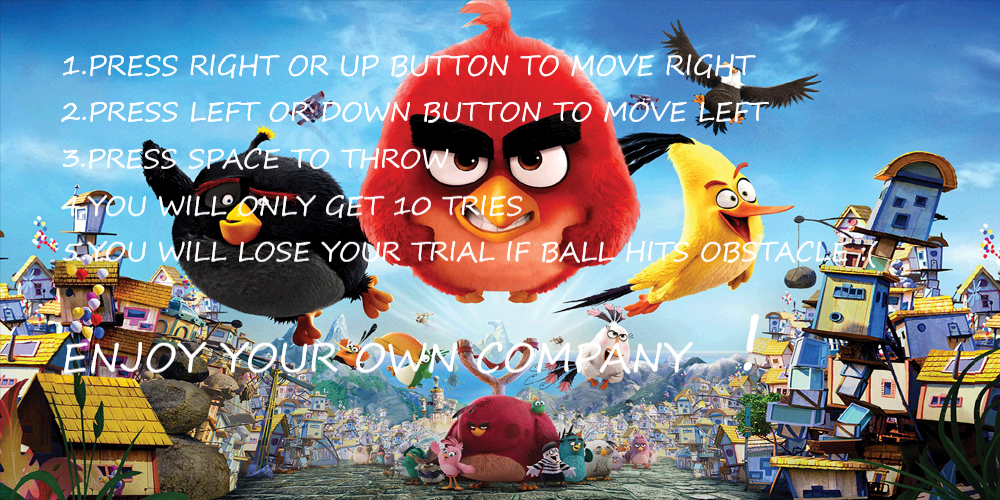 1.PRESS RIGHT OR UP BUTTON TO MOVE RIGHT
2.PRESS LEFT OR DOWN BUTTON TO MOVE LEFT
3.PRESS SPACE TO THROW
4.YOU WILL ONLY GET 10 TRIES
5.YOU WILL LOSE YOUR TRIAL IF BALL HITS OBSTACLE :(
ENJOY YOUR OWN COMPANY !